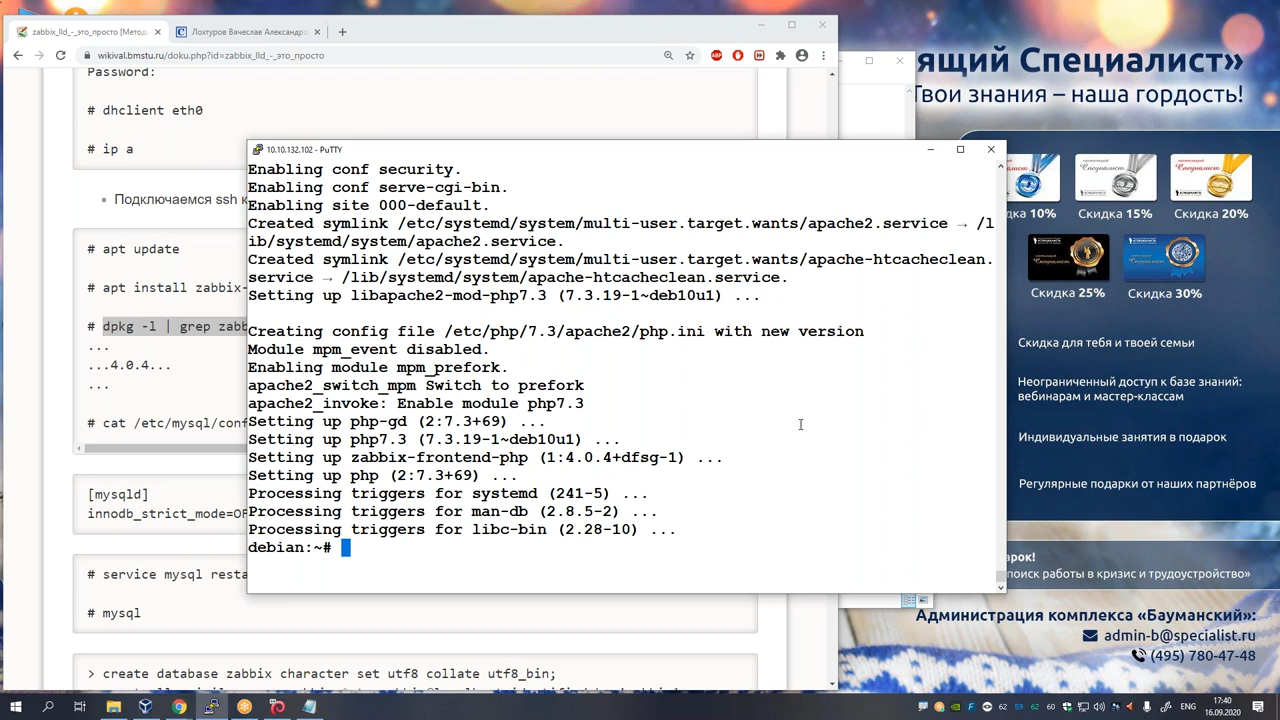 zabbix_lld_-_это_просто [Метод
Лохтуров Вячеслав Александро
wikival.bmstu.ru/doku.php?id=zabbix_lld_-_это_просто
Password:
# dhclient eth0
# ip a
Подключаемся ssh к
# apt update
# apt install zabbix-
# dpkg -l | grep zabb
...
...4.0.4...
...
# cat /etc/mysql/conf
[mysqld]
innodb_strict_mode=OF
# service mysql resta
# mysql
> create database zabbix character set utf8 collate utf8_bin;
10.10.132.102 - PuTTY
Enabling conf security.
Enabling conf serve-cgi-bin.
Enabling site 000-default.
Created symlink /etc/systemd/system/multi-user.target.wants/apache2.service → /l
ib/systemd/system/apache2.service.
Created symlink /etc/systemd/system/multi-user.target.wants/apache-htcacheclean.
service → /lib/systemd/system/apache-htcacheclean.service.
Setting up libapache2-mod-php7.3 (7.3.19-1~deb10u1) ...
Creating config file /etc/php/7.3/apache2/php.ini with new version
Module mpm_event disabled.
Enabling module mpm_prefork.
apache2_switch_mpm Switch to prefork
apache2_invoke: Enable module php7.3
Setting up php-gd (2:7.3+69) ...
Setting up php7.3 (7.3.19-1~deb10u1) ...
Setting up zabbix-frontend-php (1:4.0.4+dfsg-1) ...
Setting up php (2:7.3+69) ...
Processing triggers for systemd (241-5) ...
Processing triggers for man-db (2.8.5-2) ...
Processing triggers for libc-bin (2.28-10) ...
debian:~#
ящий Специалист»
Твои знания – наша гордость!
дка 10%
Скидка 15%
Скидка 20%
Скидка 25%
Скидка 30%
Скидка для тебя и твоей семьи
Неограниченный доступ к базе знаний:
вебинарам и мастер-классам
Индивидуальные занятия в подарок
Регулярные подарки от наших партнёров
арок!
поиск работы в кризис и трудоустройство»
Администрация комплекса «Бауманский»:
admin-b@specialist.ru
(495) 780-47-48
62 59 62 60
ENG
17:40
16.09.2020